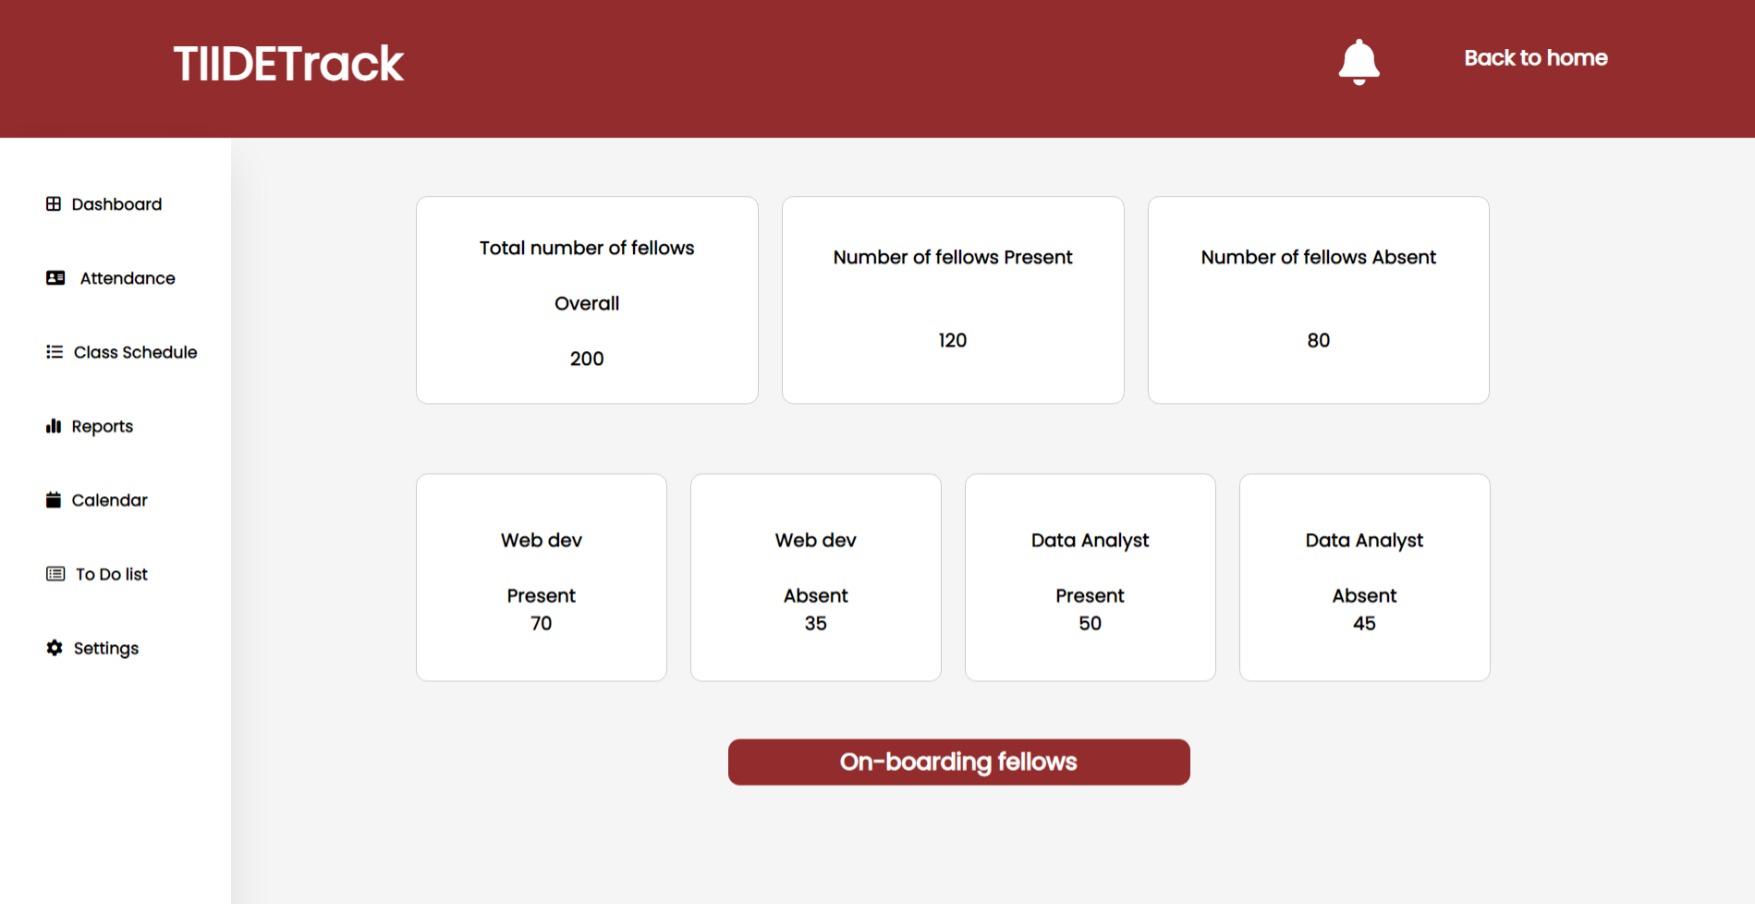 TIIDETrack
Back to home
Dashboard
Attendance
Class Schedule
Reports
Calendar
To Do list
Settings
Total number of fellows
Overall
200
Number of fellows Present
120
Number of fellows Absent
80
Web dev
Present
70
Web dev
Absent
35
Data Analyst
Present
50
Data Analyst
Absent
45
On-boarding fellows